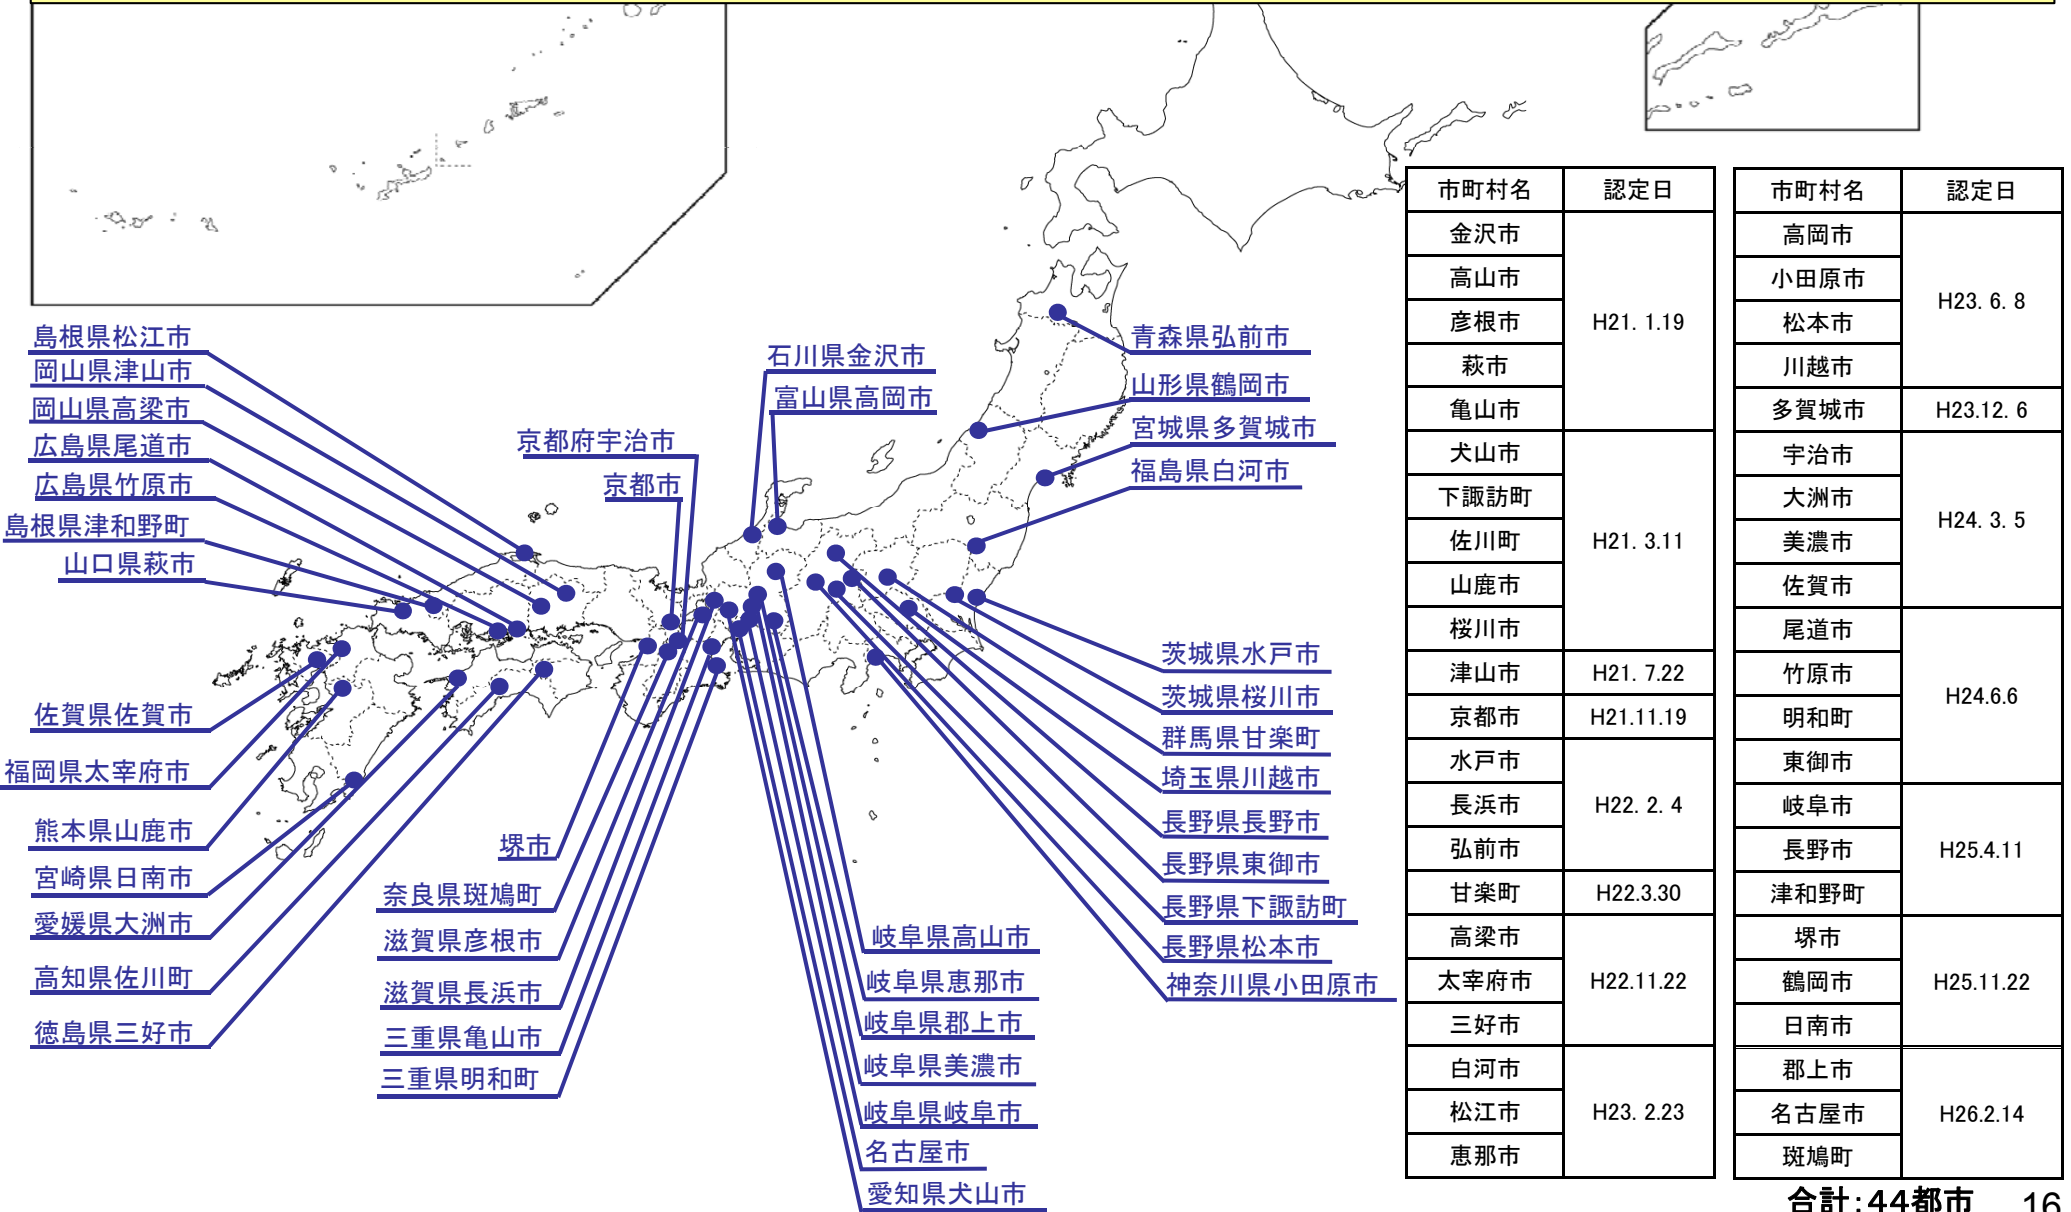 島根県松江市
岡山県津山市
岡山県高梁市
広島県尾道市
広島県竹原市
島根県津和野町
山口県萩市
佐賀県佐賀市
福岡県太宰府市
熊本県山鹿市
宮崎県日南市
愛媛県大洲市
高知県佐川町
徳島県三好市
京都府宇治市
京都市
石川県金沢市
富山県高岡市
堺市
奈良県斑鳩町
滋賀県彦根市
滋賀県長浜市
三重県亀山市
三重県明和町
岐阜県高山市
岐阜県恵那市
岐阜県郡上市
岐阜県美濃市
岐阜県岐阜市
名古屋市
愛知県犬山市
青森県弘前市
山形県鶴岡市
宮城県多賀城市
福島県白河市
茨城県水戸市
茨城県桜川市
群馬県甘楽町
埼玉県川越市
長野県長野市
長野県東御市
長野県下諏訪町
長野県松本市
神奈川県小田原市
市町村名 認定日
金沢市
高山市
彦根市 H21. 1.19
萩市
亀山市
犬山市
下諏訪町
佐川町 H21. 3.11
山鹿市
桜川市
津山市 H21. 7.22
京都市 H21.11.19
水戸市
長浜市 H22. 2. 4
弘前市
甘楽町 H22.3.30
高梁市
太宰府市 H22.11.22
三好市
白河市
松江市 H23. 2.23
恵那市
市町村名 認定日
高岡市
小田原市 H23. 6. 8
松本市
川越市
多賀城市 H23.12. 6
宇治市
大洲市 H24. 3. 5
美濃市
佐賀市
尾道市
竹原市 H24.6.6
明和町
東御市
岐阜市
長野市 H25.4.11
津和野町
堺市
鶴岡市 H25.11.22
日南市
郡上市
名古屋市 H26.2.14
斑鳩町
合計:44都市 16